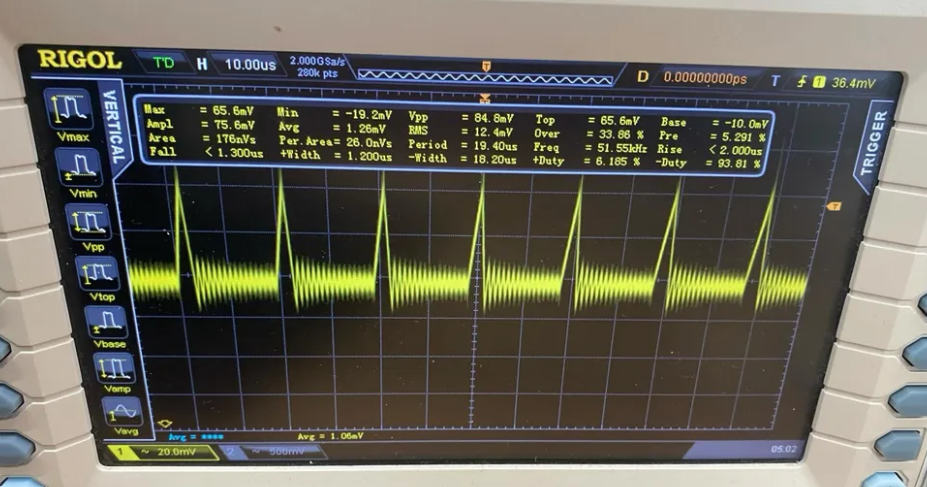 RIGOL T'D H 10.00us 2.000GSa/s 280k pts D 0.00000000ps T 1 36.4mV
VERTICAL
TRIGGER
Max = 65.6mV Min = -19.2mV Vpp = 84.8mV Top = 65.6mV Base = -10.0mV
Ampl = 75.6mV Avg = 1.26mV RMS = 12.4mV Over = 33.86 % Pre = 5.291 %
Area = 176nVs Per.Area= 26.0nVs Period = 19.40us Freq = 51.55kHz Rise < 2.000us
Fall < 1.300us +Width = 1.200us -Width = 18.20us +Duty = 6.185 % -Duty = 93.81 %
Vmax
Vmin
Vpp
Vtop
Vbase
Vamp
Vavg
Avg = **** Avg = 1.06mV
1 ~ 20.0mV 2 ~ 500mV 05:02